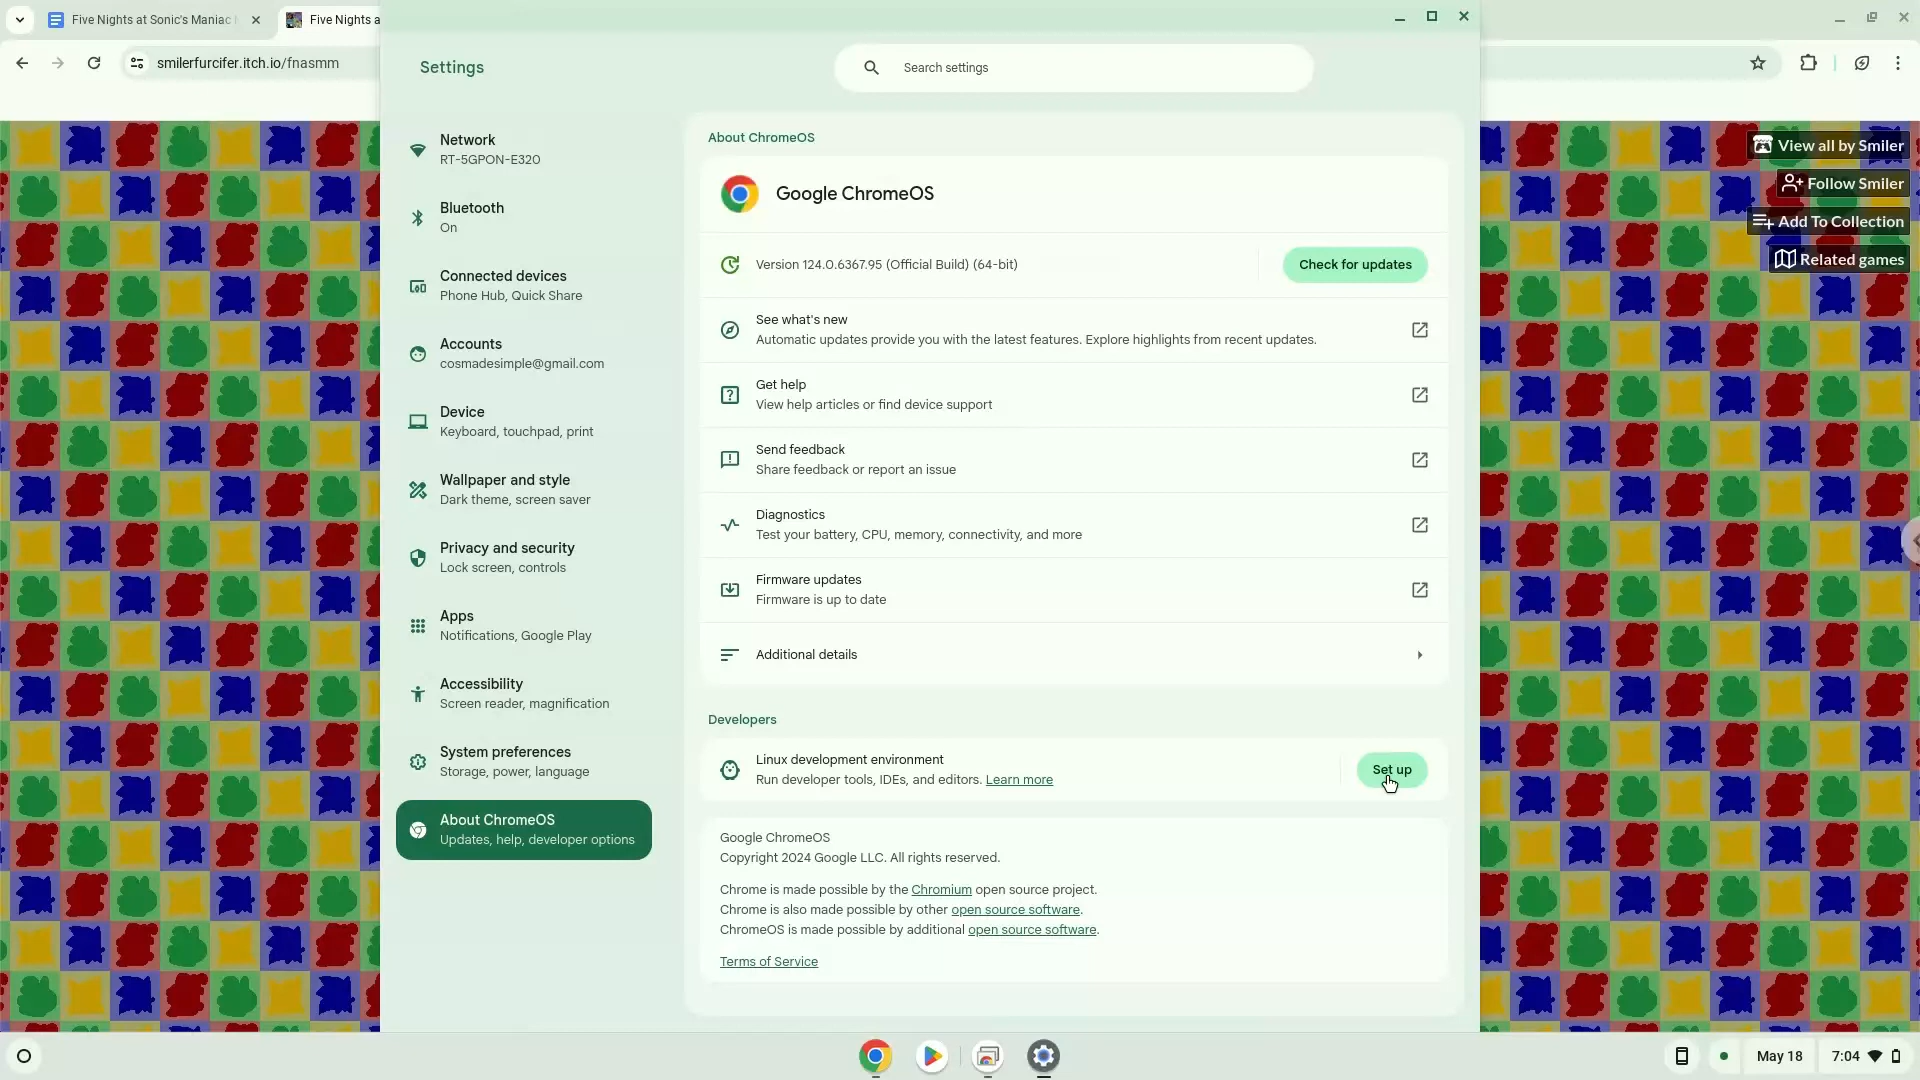 Five Nights at Sonic's Maniac
Five Nights a
smilerfurcifer.itch.io/fnasmm
Settings
Search settings
Network
RT-5GPON-E320
Bluetooth
On
Connected devices
Phone Hub, Quick Share
Accounts
cosmadesimple@gmail.com
Device
Keyboard, touchpad, print
Wallpaper and style
Dark theme, screen saver
Privacy and security
Lock screen, controls
Apps
Notifications, Google Play
Accessibility
Screen reader, magnification
System preferences
Storage, power, language
About ChromeOS
Updates, help, developer options
About ChromeOS
Google ChromeOS
Version 124.0.6367.95 (Official Build) (64-bit)
Check for updates
See what's new
Automatic updates provide you with the latest features. Explore highlights from recent updates.
Get help
View help articles or find device support
Send feedback
Share feedback or report an issue
Diagnostics
Test your battery, CPU, memory, connectivity, and more
Firmware updates
Firmware is up to date
Additional details
Developers
Linux development environment
Run developer tools, IDEs, and editors. Learn more
Set up
Google ChromeOS
Copyright 2024 Google LLC. All rights reserved.
Chrome is made possible by the Chromium open source project.
Chrome is also made possible by other open source software.
ChromeOS is made possible by additional open source software.
Terms of Service
View all by Smiler
Follow Smiler
Add To Collection
Related games
May 18
7:04